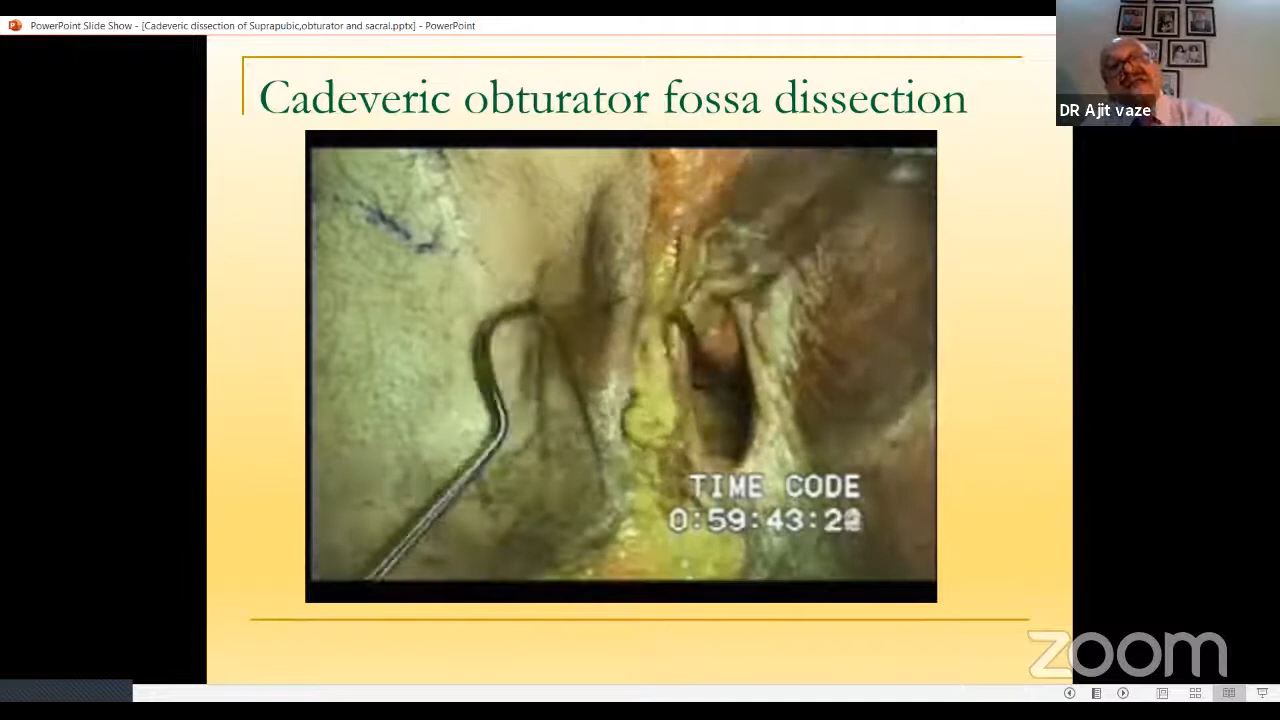 PowerPoint Slide Show - [Cadeveric dissection of Suprapubic,obturator and sacral.pptx] - PowerPoint
DR Ajit vaze
Cadeveric obturator fossa dissection
TIME CODE
zoom